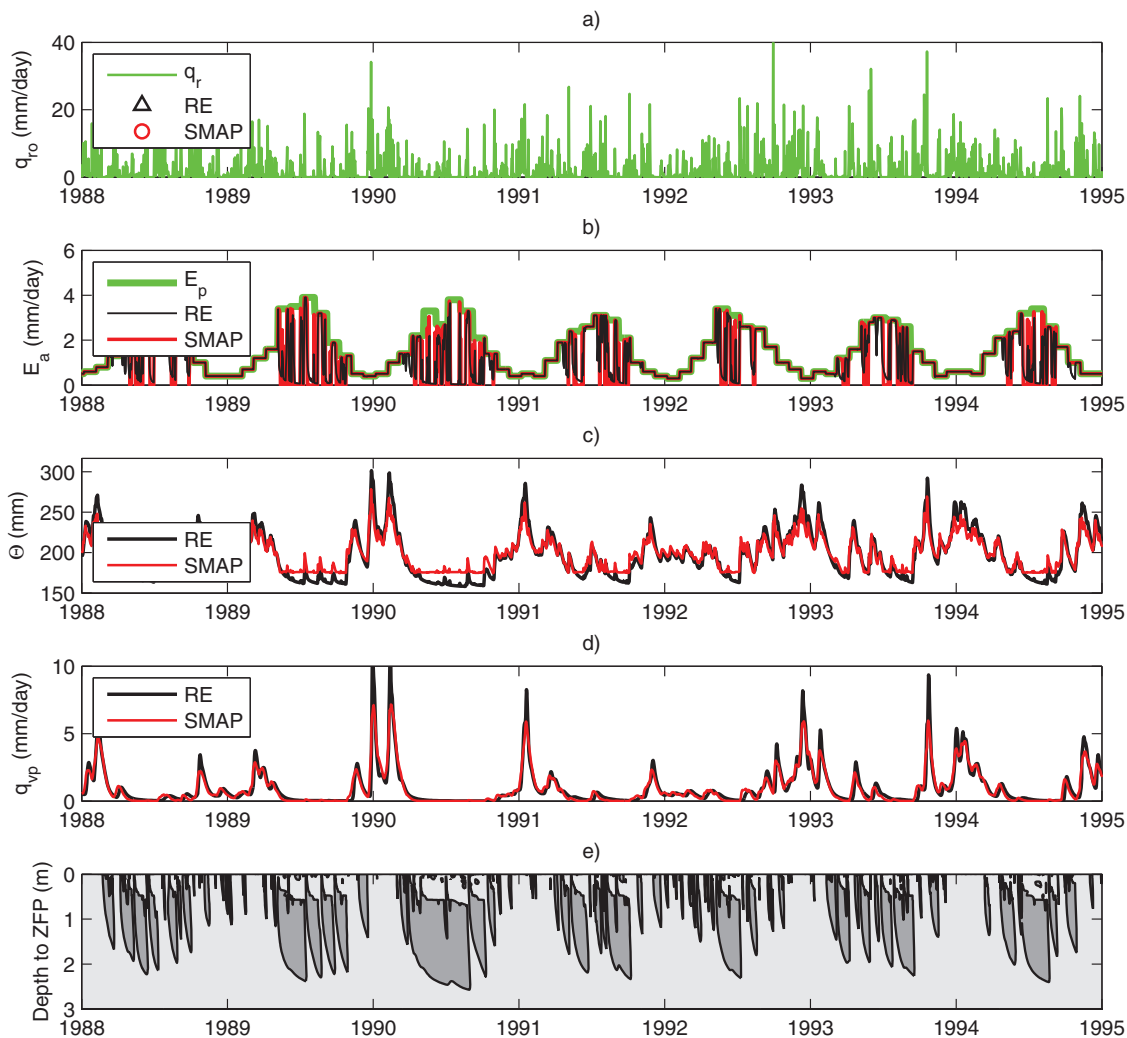 a)
q_ro (mm/day)
40
20
0
q_r
RE
SMAP
1988 1989 1990 1991 1992 1993 1994 1995
b)
E_a (mm/day)
6
4
2
0
E_p
RE
SMAP
1988 1989 1990 1991 1992 1993 1994 1995
c)
Θ (mm)
300
250
200
150
RE
SMAP
1988 1989 1990 1991 1992 1993 1994 1995
d)
q_vp (mm/day)
10
5
0
RE
SMAP
1988 1989 1990 1991 1992 1993 1994 1995
e)
Depth to ZFP (m)
0
1
2
3
1988 1989 1990 1991 1992 1993 1994 1995